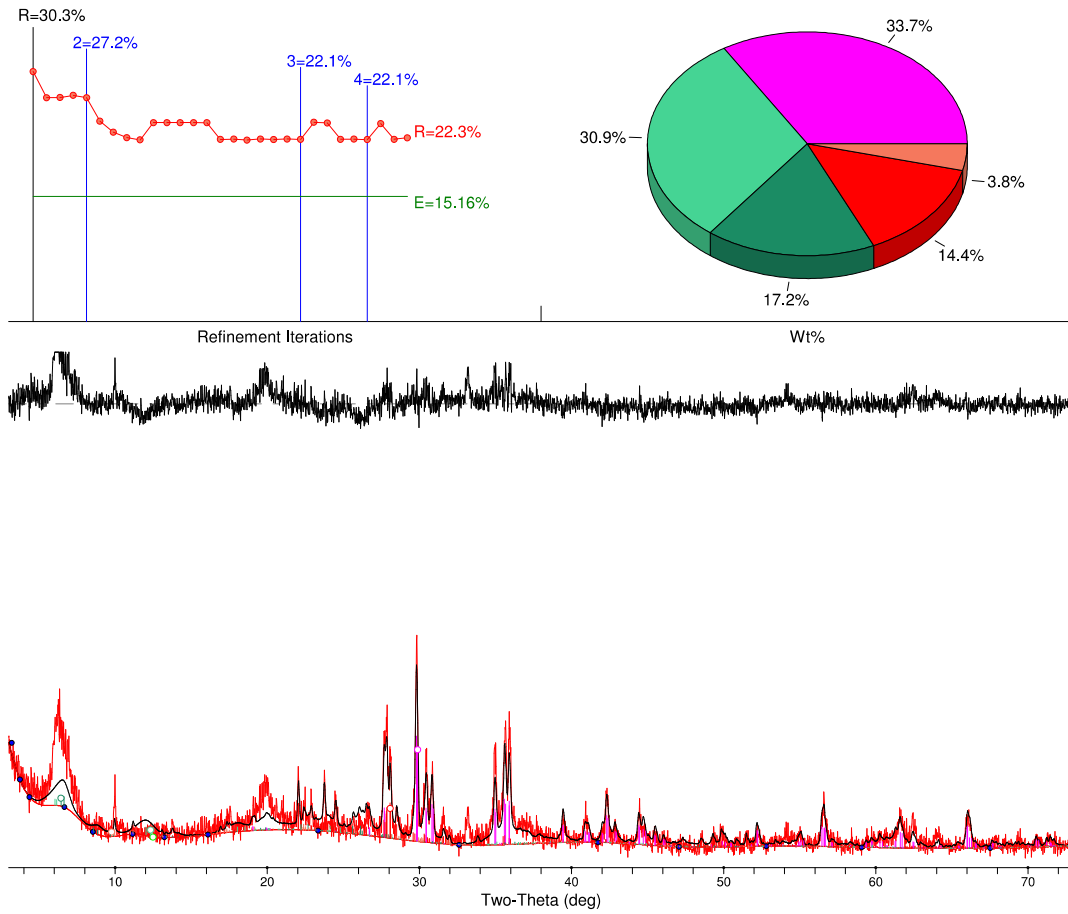 R=30.3%
2=27.2%
3=22.1%
4=22.1%
R=22.3%
E=15.16%
33.7%
30.9%
3.8%
14.4%
17.2%
Refinement Iterations
Wt%
10 20 30 40 50 60 70
Two-Theta (deg)